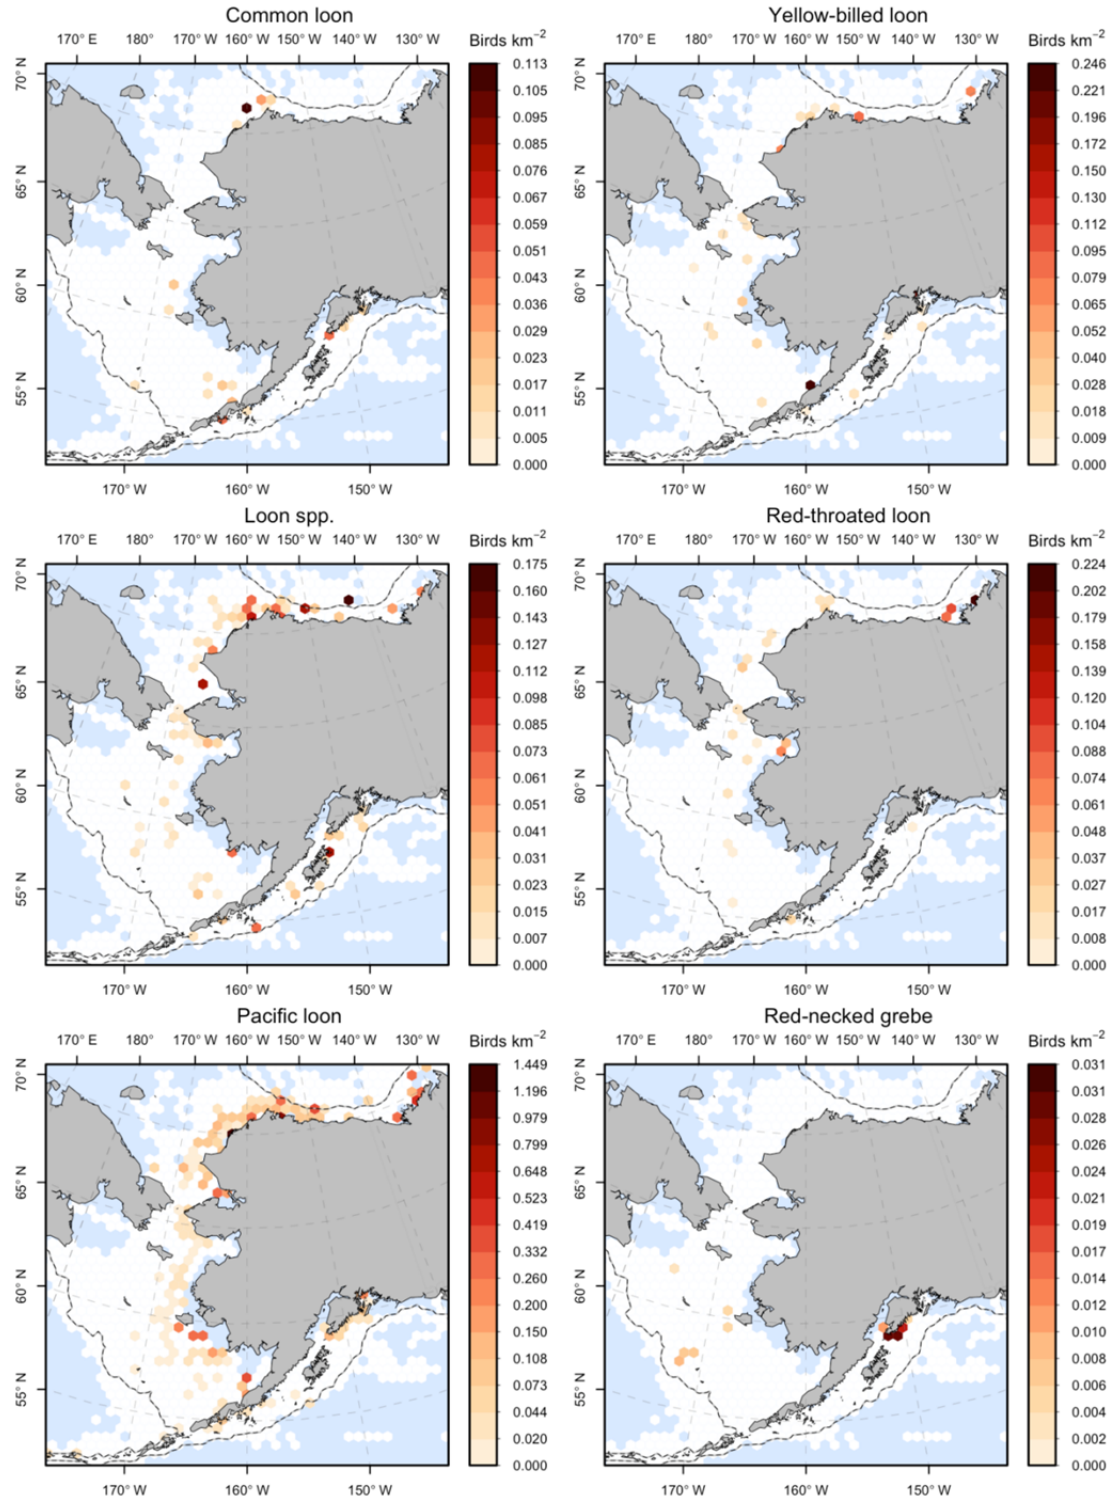 Common loon
170° E 180° 170° W 160° W 150° W 140° W 130° W
Birds km⁻²
70° N
65° N
60° N
55° N
170° W 160° W 150° W
0.113
0.105
0.095
0.085
0.076
0.067
0.059
0.051
0.043
0.036
0.029
0.023
0.017
0.011
0.005
0.000
Yellow-billed loon
170° E 180° 170° W 160° W 150° W 140° W 130° W
Birds km⁻²
70° N
65° N
60° N
55° N
170° W 160° W 150° W
0.246
0.221
0.196
0.172
0.150
0.130
0.112
0.095
0.079
0.065
0.052
0.040
0.028
0.018
0.009
0.000
Loon spp.
170° E 180° 170° W 160° W 150° W 140° W 130° W
Birds km⁻²
70° N
65° N
60° N
55° N
170° W 160° W 150° W
0.175
0.160
0.143
0.127
0.112
0.098
0.085
0.073
0.061
0.051
0.041
0.031
0.023
0.015
0.007
0.000
Red-throated loon
170° E 180° 170° W 160° W 150° W 140° W 130° W
Birds km⁻²
70° N
65° N
60° N
55° N
170° W 160° W 150° W
0.224
0.202
0.179
0.158
0.139
0.120
0.104
0.088
0.074
0.061
0.048
0.037
0.027
0.017
0.008
0.000
Pacific loon
170° E 180° 170° W 160° W 150° W 140° W 130° W
Birds km⁻²
70° N
65° N
60° N
55° N
170° W 160° W 150° W
1.449
1.196
0.979
0.799
0.648
0.523
0.419
0.332
0.260
0.200
0.150
0.108
0.073
0.044
0.020
0.000
Red-necked grebe
170° E 180° 170° W 160° W 150° W 140° W 130° W
Birds km⁻²
70° N
65° N
60° N
55° N
170° W 160° W 150° W
0.031
0.031
0.028
0.026
0.024
0.021
0.019
0.017
0.014
0.012
0.010
0.008
0.006
0.004
0.002
0.000